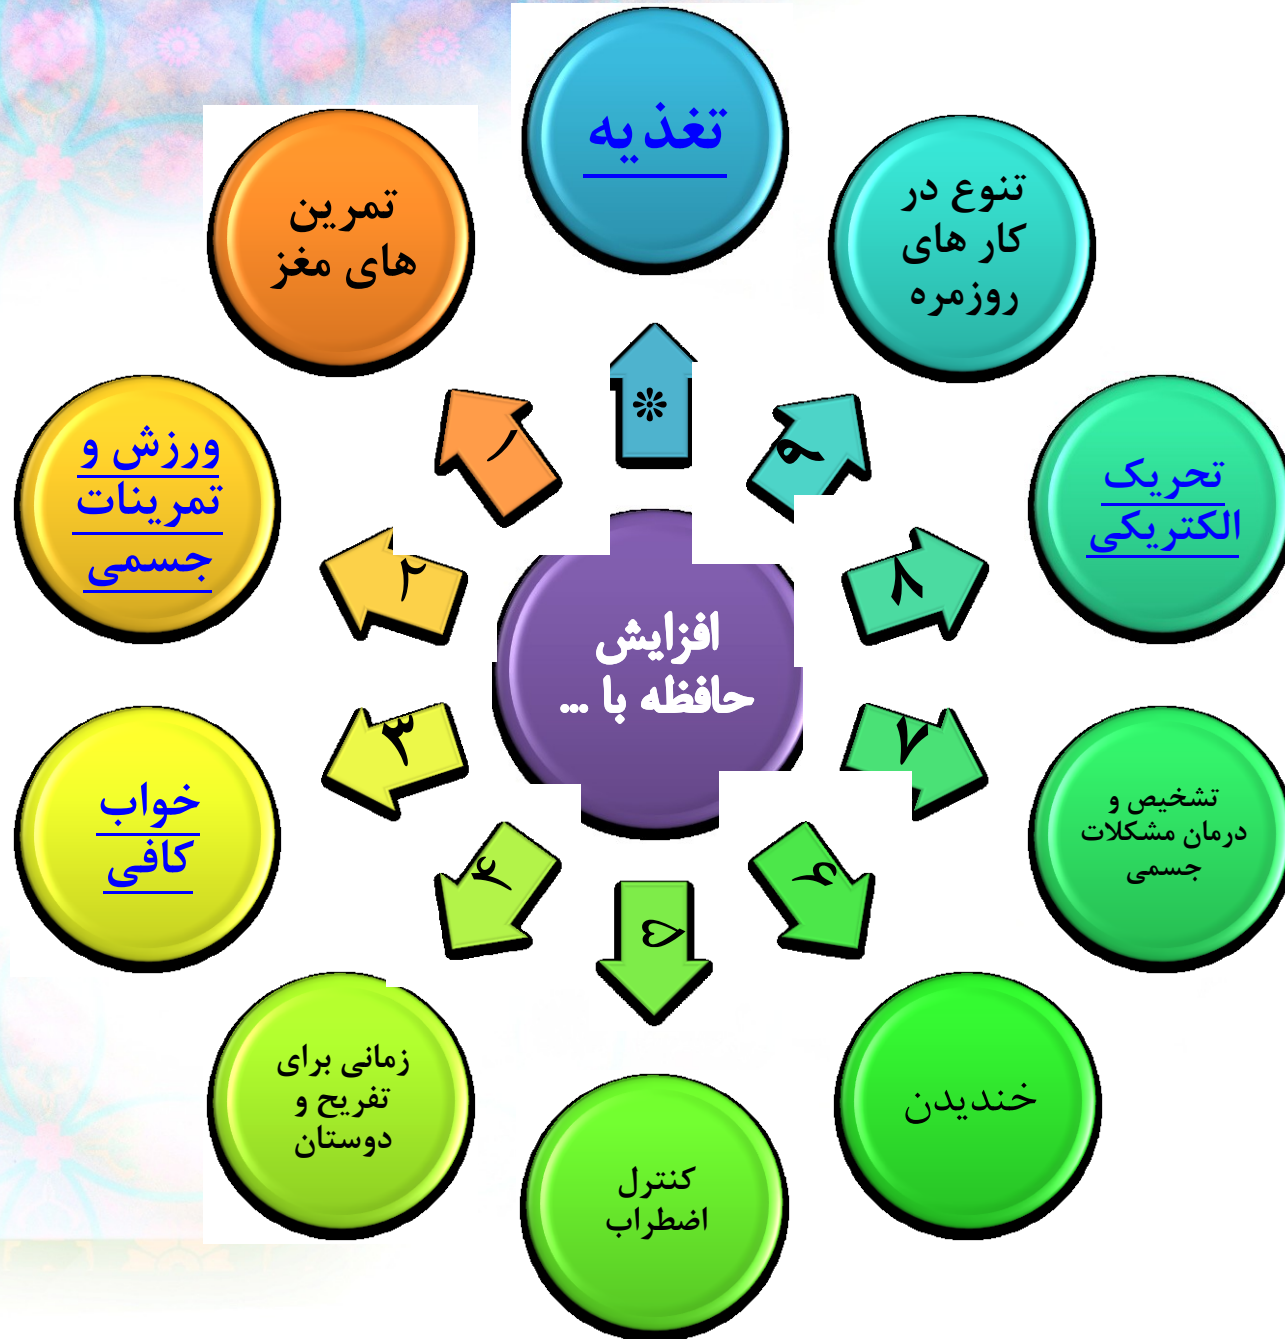 افزایش
حافظه با ...
*
تغذیه
۱
تمرین
های مغز
۲
ورزش و
تمرینات
جسمی
۳
خواب
کافی
۴
زمانی برای
تفریح و
دوستان
۵
کنترل
اضطراب
۶
خندیدن
۷
تشخیص و
درمان مشکلات
جسمی
۸
تحریک
الکتریکی
۹
تنوع در
کار های
روزمره